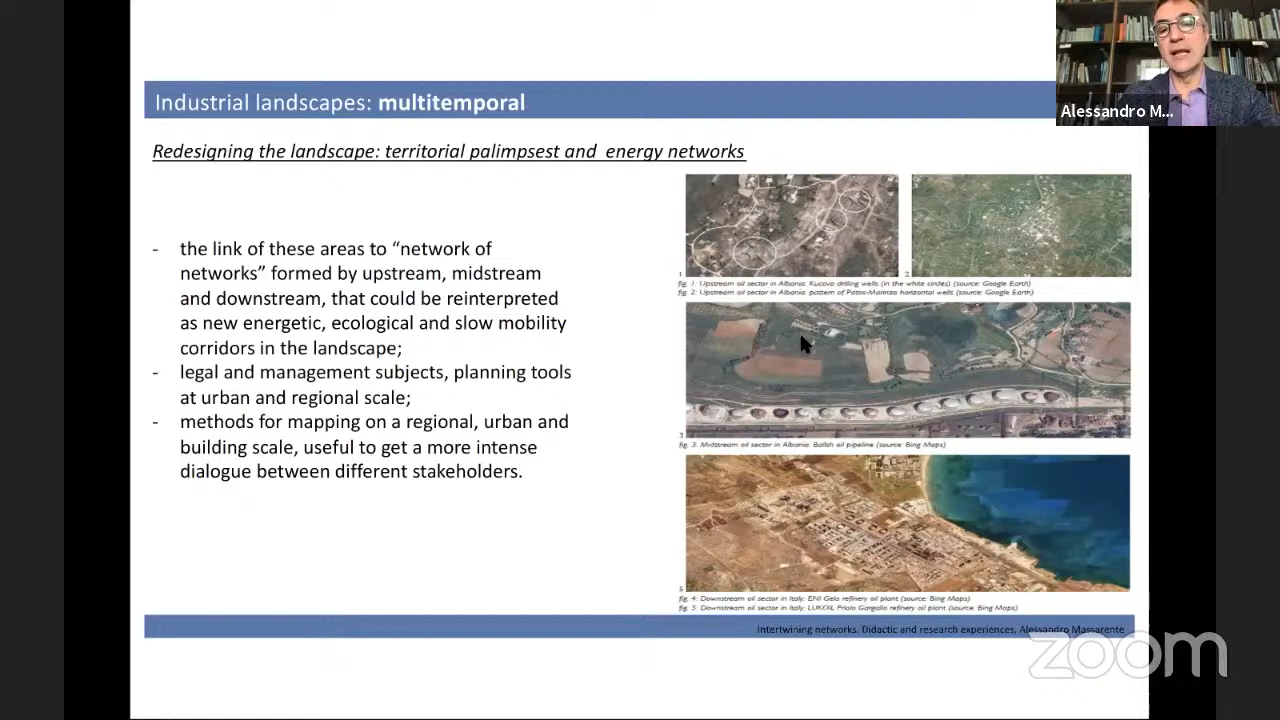 Industrial landscapes: multitemporal
Alessandro M...
Redesigning the landscape: territorial palimpsest and energy networks
- the link of these areas to “network of
networks” formed by upstream, midstream
and downstream, that could be reinterpreted
as new energetic, ecological and slow mobility
corridors in the landscape;
- legal and management subjects, planning tools
at urban and regional scale;
- methods for mapping on a regional, urban and
building scale, useful to get a more intense
dialogue between different stakeholders.
1
2
fig. 1: Upstream oil sector in Albania: Kucova drilling wells (in the white circles) (source: Google Earth)
fig. 2: Upstream oil sector in Albania: pattern of Patos-Marinza horizontal wells (source: Google Earth)
3
fig. 3: Midstream oil sector in Albania: Ballsh oil pipeline (source: Bing Maps)
5
fig. 4: Downstream oil sector in Italy: ENI Gela refinery oil plant (source: Bing Maps)
fig. 5: Downstream oil sector in Italy: LUKOIL Priolo Gargallo refinery oil plant (source: Bing Maps)
Intertwining networks. Didactic and research experiences, Alessandro Massarente
zoom